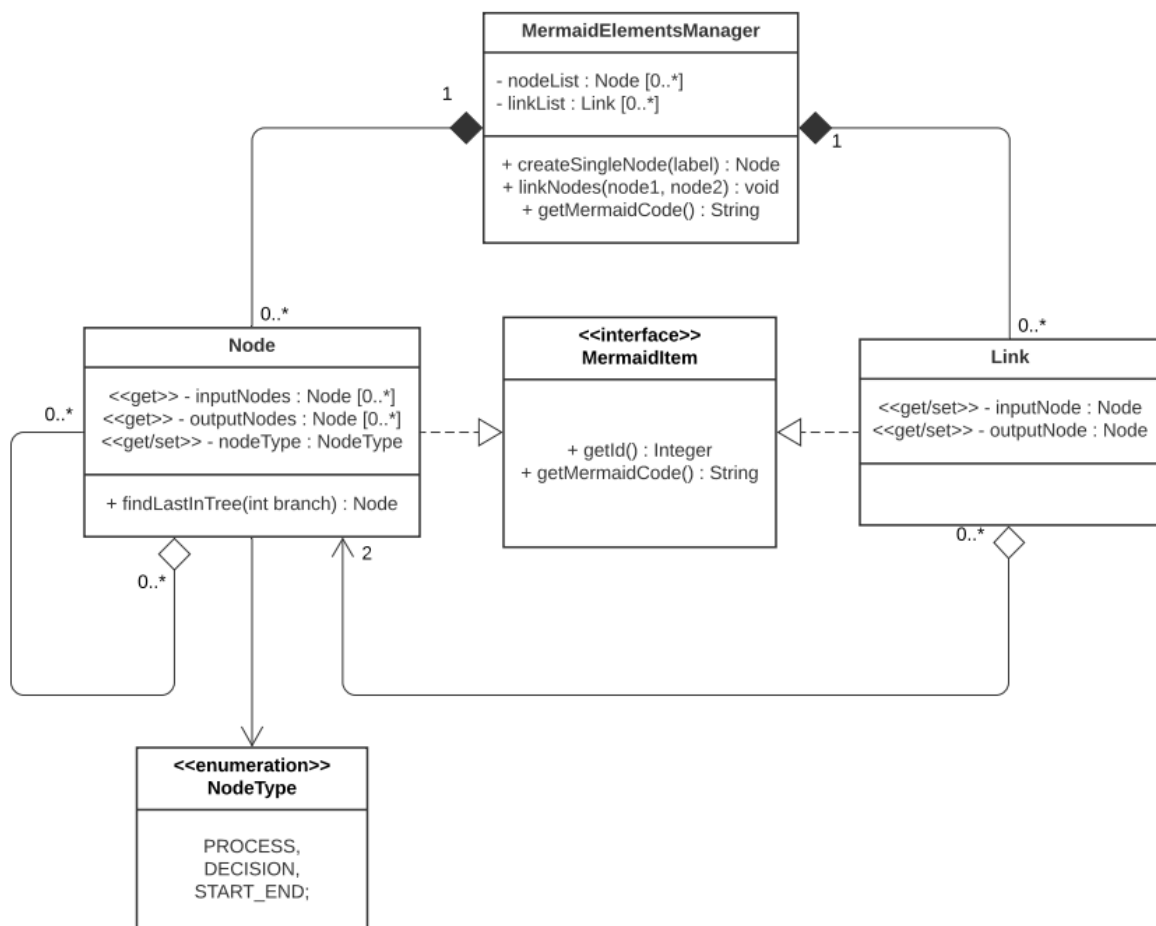 MermaidElementsManager
- nodeList : Node [0..*]
- linkList : Link [0..*]
+ createSingleNode(label) : Node
+ linkNodes(node1, node2) : void
+ getMermaidCode() : String
1
1
0..*
0..*
Node
<<get>> - inputNodes : Node [0..*]
<<get>> - outputNodes : Node [0..*]
<<get/set>> - nodeType : NodeType
+ findLastInTree(int branch) : Node
0..*
0..*
<<interface>>
MermaidItem
+ getId() : Integer
+ getMermaidCode() : String
Link
<<get/set>> - inputNode : Node
<<get/set>> - outputNode : Node
0..*
2
<<enumeration>>
NodeType
PROCESS,
DECISION,
START_END;